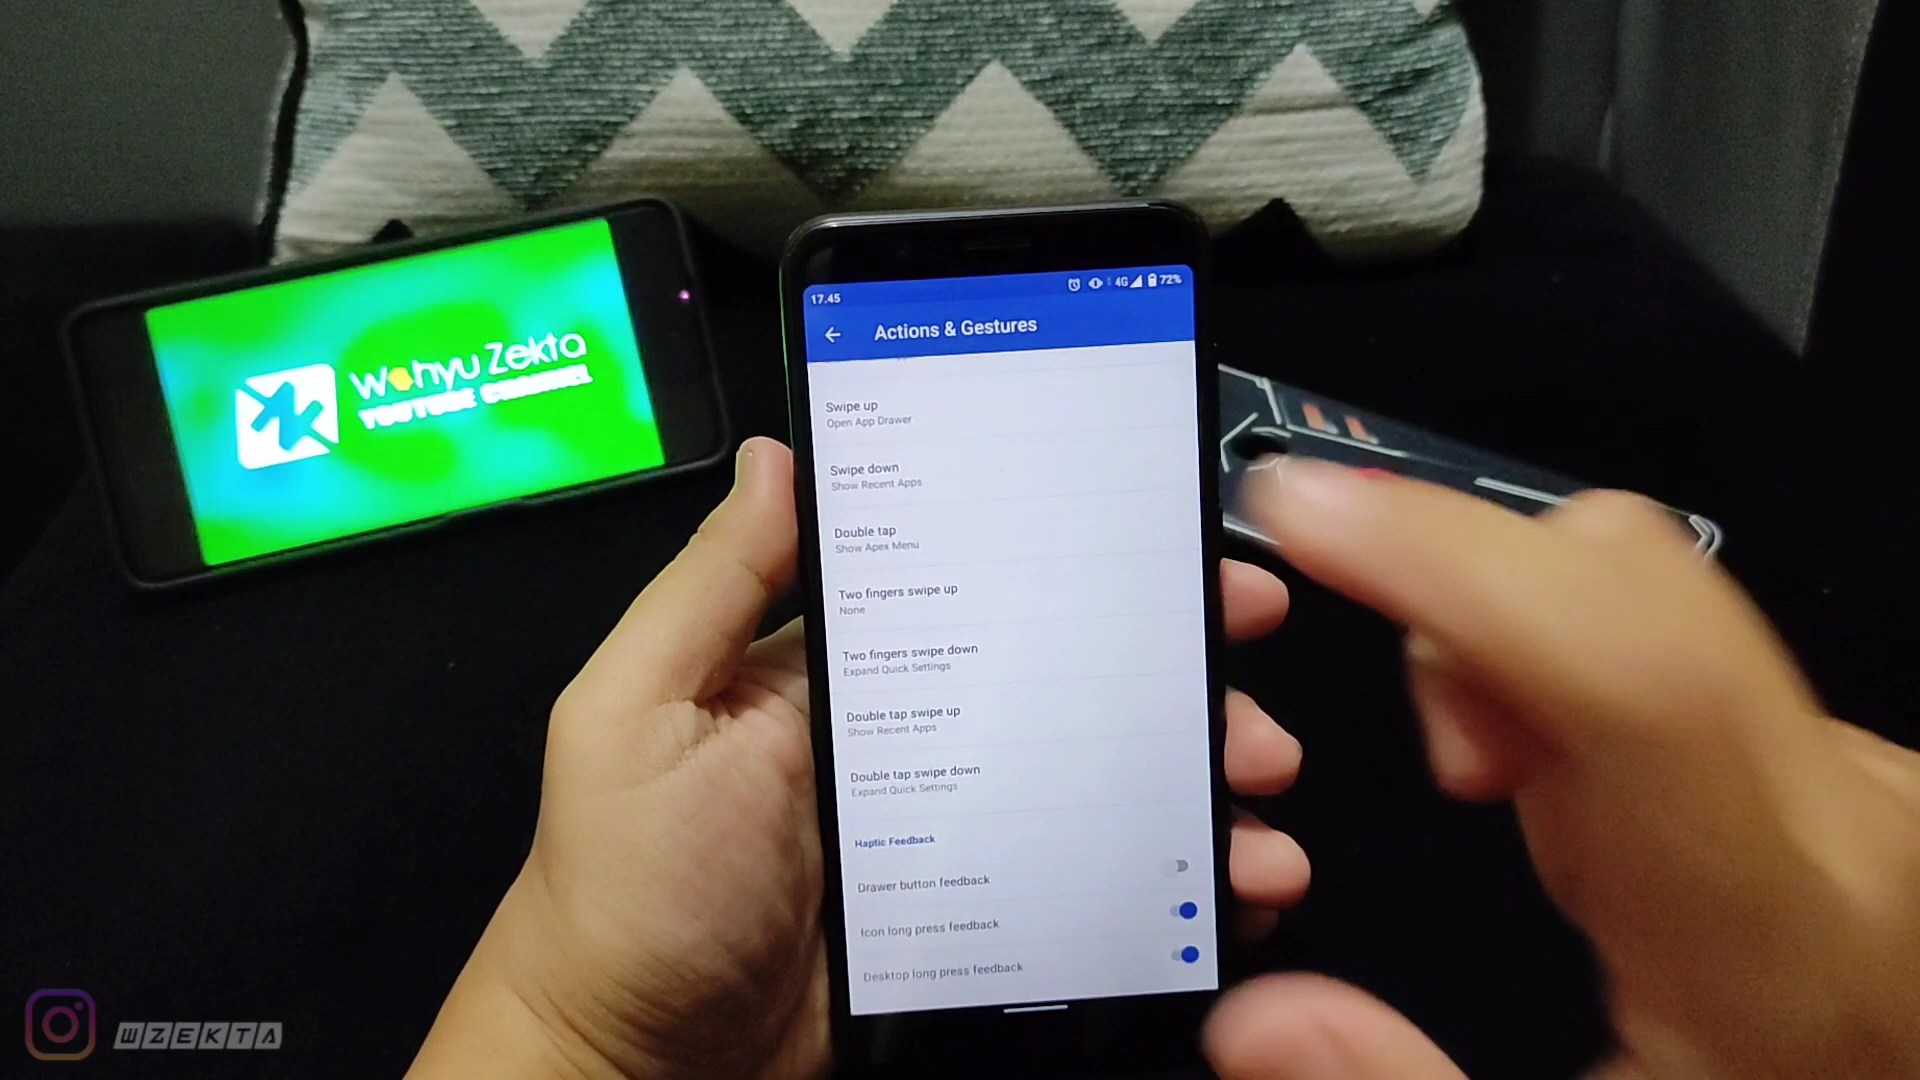 Wahyu Zekta
YOUTUBE CHANNEL
17.45
4G 72%
Actions & Gestures
Swipe up
Open App Drawer
Swipe down
Show Recent Apps
Double tap
Show Apex Menu
Two fingers swipe up
None
Two fingers swipe down
Expand Quick Settings
Double tap swipe up
Show Recent Apps
Double tap swipe down
Expand Quick Settings
Haptic Feedback
Drawer button feedback
Icon long press feedback
Desktop long press feedback
WZEKTA